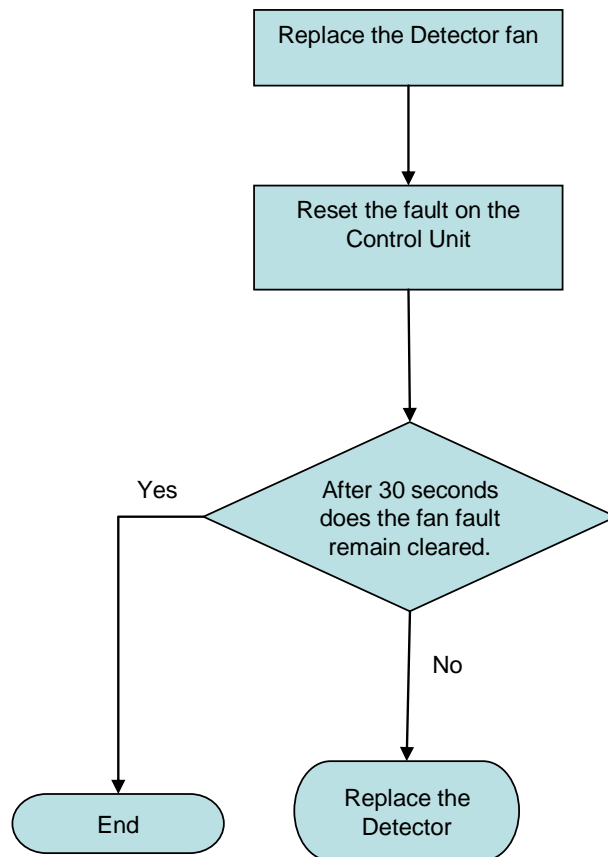 Replace the Detector fan
Reset the fault on the
Control Unit
Yes
After 30 seconds
does the fan fault
remain cleared.
No
End
Replace the
Detector